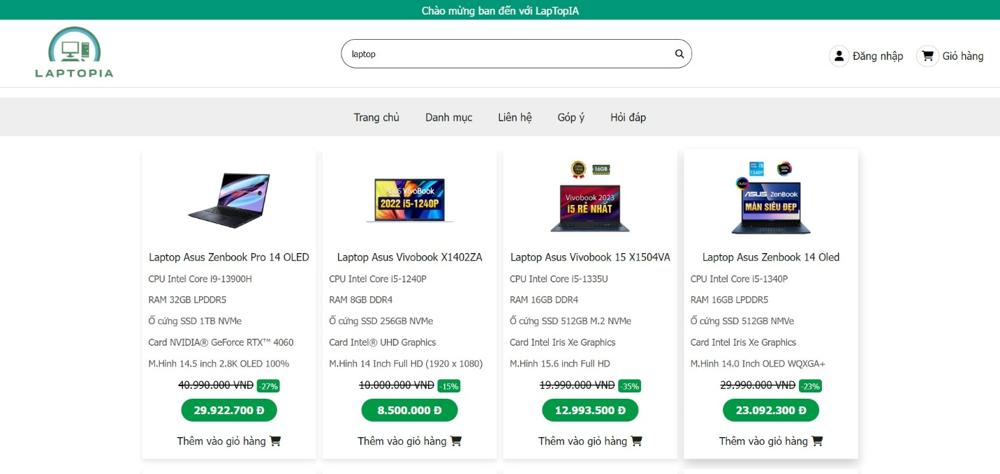 Chào mừng ban đến với LapTopIA
LAPTOPIA
laptop
Đăng nhập
Giỏ hàng
Trang chủ
Danh mục
Liên hệ
Góp ý
Hỏi đáp
ASUS VivoBook
2022 i5-1240P
16GB
Vivobook 2023
i5 RẺ NHẤT
i5
1340P
100%
OLED
ASUS ZenBook
MÀN SIÊU ĐẸP
Laptop Asus Zenbook Pro 14 OLED
CPU Intel Core i9-13900H
RAM 32GB LPDDR5
Ổ cứng SSD 1TB NVMe
Card NVIDIA® GeForce RTX™ 4060
M.Hình 14.5 inch 2.8K OLED 100%
40.990.000 VND -27%
29.922.700 Đ
Thêm vào giỏ hàng
Laptop Asus Vivobook X1402ZA
CPU Intel Core i5-1240P
RAM 8GB DDR4
Ổ cứng SSD 256GB NVMe
Card Intel® UHD Graphics
M.Hình 14 Inch Full HD (1920 x 1080)
10.000.000 VND -15%
8.500.000 Đ
Thêm vào giỏ hàng
Laptop Asus Vivobook 15 X1504VA
CPU Intel Core i5-1335U
RAM 16GB DDR4
Ổ cứng SSD 512GB M.2 NVMe
Card Intel Iris Xe Graphics
M.Hình 15.6 inch Full HD
19.990.000 VND -35%
12.993.500 Đ
Thêm vào giỏ hàng
Laptop Asus Zenbook 14 Oled
CPU Intel Core i5-1340P
RAM 16GB LPDDR5
Ổ cứng SSD 512GB NMVe
Card Intel Iris Xe Graphics
M.Hình 14.0 Inch OLED WQXGA+
29.990.000 VND -23%
23.092.300 Đ
Thêm vào giỏ hàng